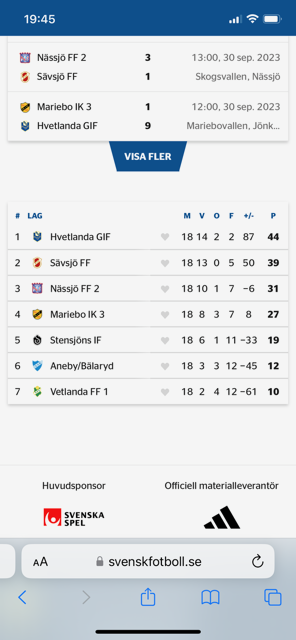 19:45
Nässjö FF 2 3 13:00, 30 sep. 2023
Sävsjö FF 1 Skogsvallen, Nässjö
Mariebo IK 3 1 12:00, 30 sep. 2023
Hvetlanda GIF 9 Mariebovallen, Jönk...
VISA FLER
# LAG M V O F +/- P
1 Hvetlanda GIF 18 14 2 2 87 44
2 Sävsjö FF 18 13 0 5 50 39
3 Nässjö FF 2 18 10 1 7 −6 31
4 Mariebo IK 3 18 8 3 7 8 27
5 Stensjöns IF 18 6 1 11 −33 19
6 Aneby/Bälaryd 18 3 3 12 −45 12
7 Vetlanda FF 1 18 2 4 12 −61 10
Huvudsponsor Officiell materialleverantör
SVENSKA
SPEL
AA svenskfotboll.se